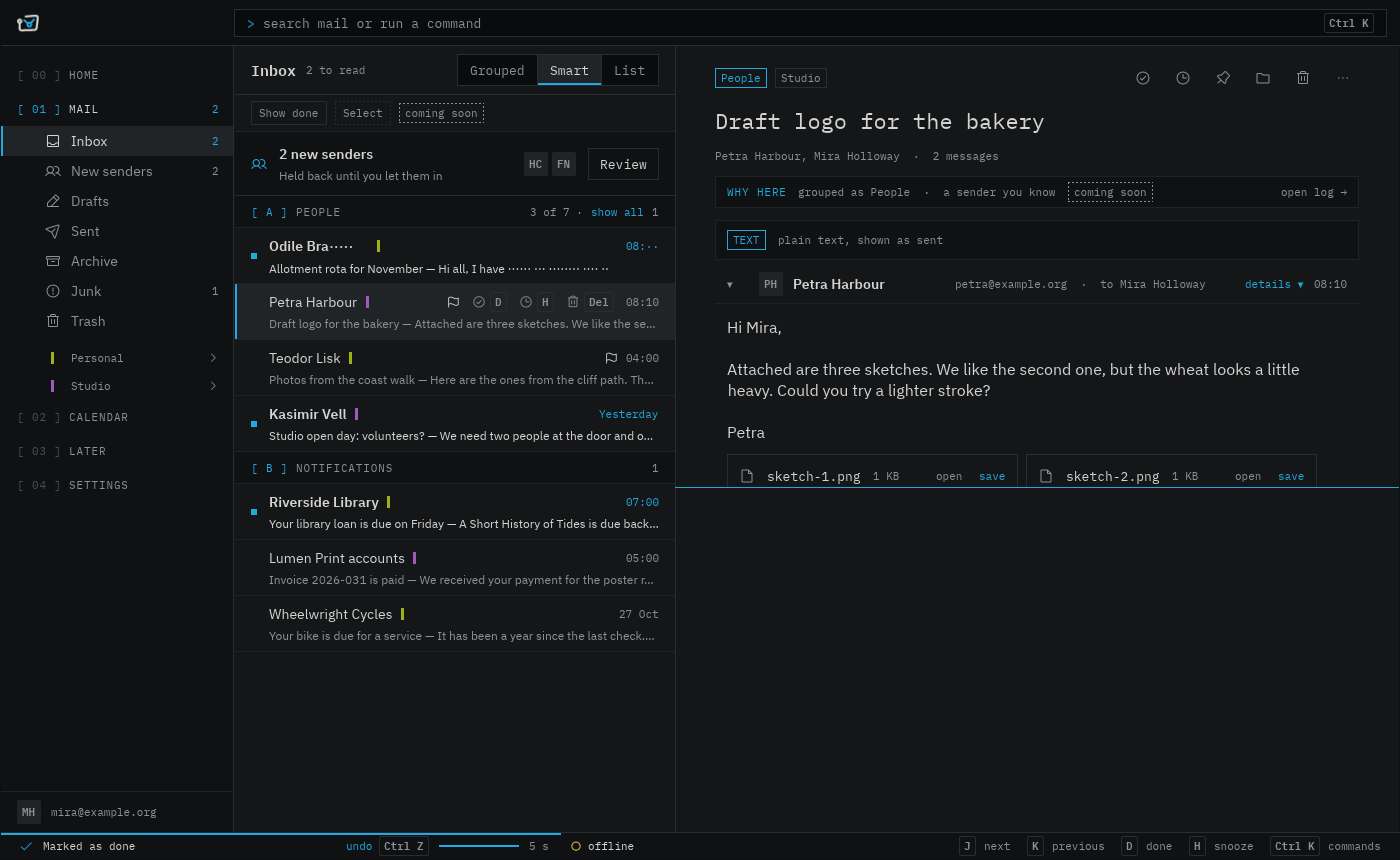 > search mail or run a command Ctrl K
[ 00 ] HOME
[ 01 ] MAIL 2
Inbox 2
New senders 2
Drafts
Sent
Archive
Junk 1
Trash
Personal
Studio
[ 02 ] CALENDAR
[ 03 ] LATER
[ 04 ] SETTINGS
MH mira@example.org
Inbox 2 to read Grouped Smart List
Show done Select coming soon
2 new senders
Held back until you let them in
HC FN Review
[ A ] PEOPLE 3 of 7 · show all 1
Odile Bra····· 08:··
Allotment rota for November — Hi all, I have ······ ··· ········ ···· ··
Petra Harbour D H Del 08:10
Draft logo for the bakery — Attached are three sketches. We like the se…
Teodor Lisk 04:00
Photos from the coast walk — Here are the ones from the cliff path. Th…
Kasimir Vell Yesterday
Studio open day: volunteers? — We need two people at the door and o…
[ B ] NOTIFICATIONS 1
Riverside Library 07:00
Your library loan is due on Friday — A Short History of Tides is due back…
Lumen Print accounts 05:00
Invoice 2026-031 is paid — We received your payment for the poster r…
Wheelwright Cycles 27 Oct
Your bike is due for a service — It has been a year since the last check.…
People Studio
Draft logo for the bakery
Petra Harbour, Mira Holloway · 2 messages
WHY HERE grouped as People · a sender you know coming soon open log →
TEXT plain text, shown as sent
▾ PH Petra Harbour petra@example.org · to Mira Holloway details ▾ 08:10
Hi Mira,
Attached are three sketches. We like the second one, but the wheat looks a little
heavy. Could you try a lighter stroke?
Petra
sketch-1.png 1 KB open save sketch-2.png 1 KB open save
Marked as done undo Ctrl Z 5 s offline J next K previous D done H snooze Ctrl K commands